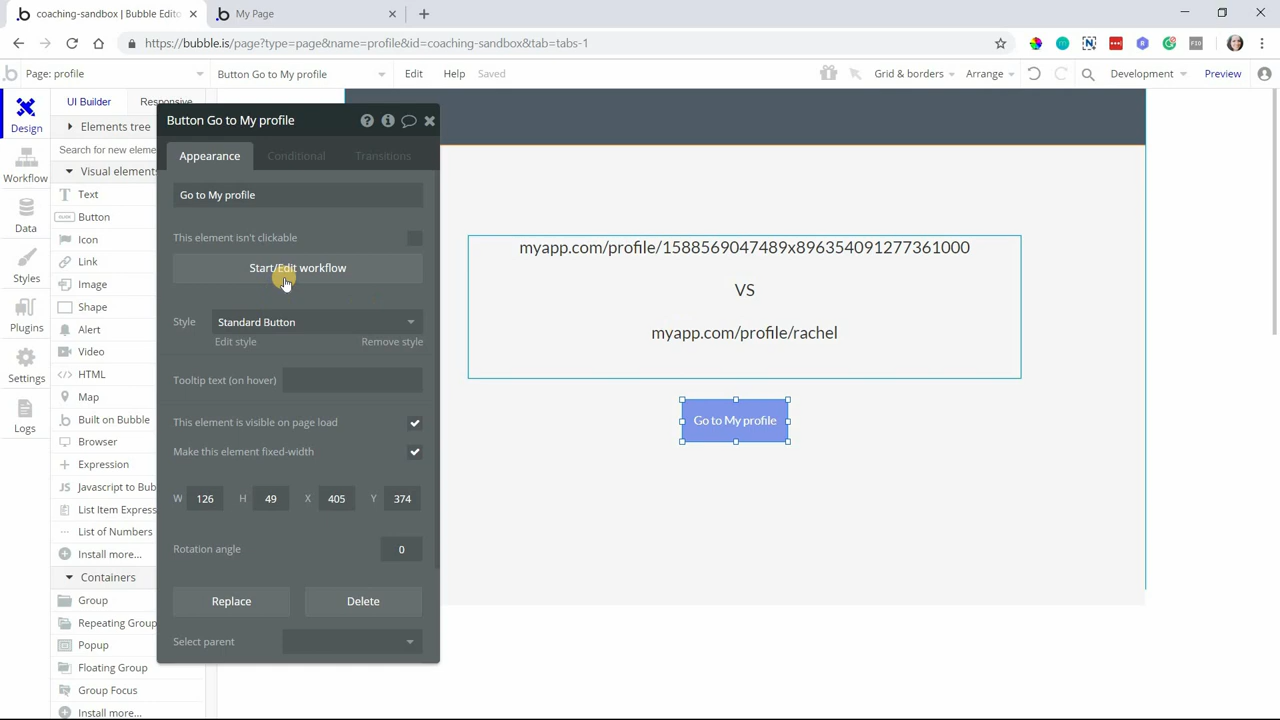 coaching-sandbox | Bubble Edito
My Page
https://bubble.is/page?type=page&name=profile&id=coaching-sandbox&tab=tabs-1
Page: profile
Button Go to My profile
Edit
Help
Saved
Grid & borders
Arrange
Development
Preview
Design
Workflow
Data
Styles
Plugins
Settings
Logs
UI Builder
Responsive
Elements tree
Search for new eleme
Visual elements
Text
CLICK
Button
Icon
Link
Image
Shape
Alert
Video
HTML
Map
Built on Bubble
Browser
Expression
JS
Javascript to Bub
List Item Express
List of Numbers
Install more...
Containers
Group
Repeating Group
Popup
Floating Group
Group Focus
Install more...
Button Go to My profile
Appearance
Conditional
Transitions
Go to My profile
This element isn't clickable
Start/Edit workflow
Style
Standard Button
Edit style
Remove style
Tooltip text (on hover)
This element is visible on page load
Make this element fixed-width
W 126 H 49 X 405 Y 374
Rotation angle
0
Replace
Delete
Select parent
myapp.com/profile/1588569047489x896354091277361000
VS
myapp.com/profile/rachel
Go to My profile